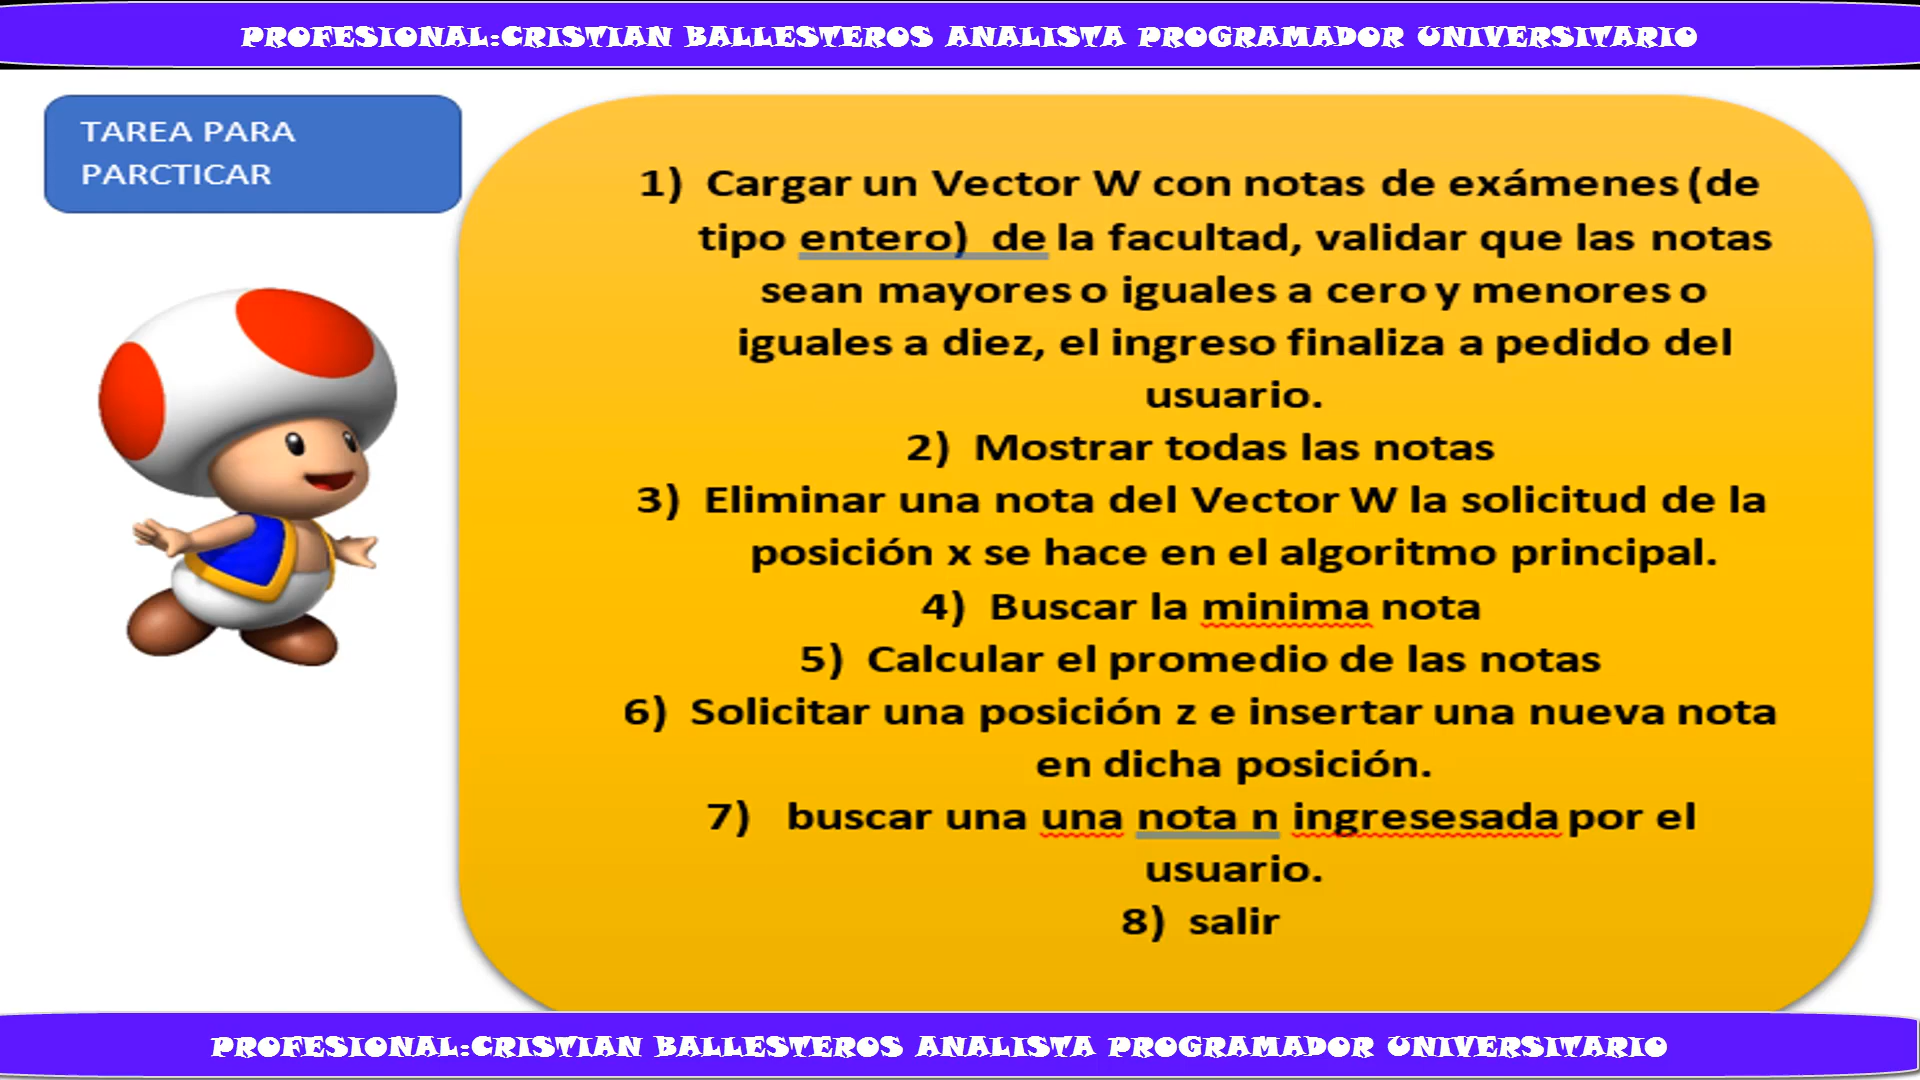 PROFESIONAL:CRISTIAN BALLESTEROS ANALISTA PROGRAMADOR UNIVERSITARIO
TAREA PARA
PARCTICAR
1) Cargar un Vector W con notas de exámenes (de
tipo entero) de la facultad, validar que las notas
sean mayores o iguales a cero y menores o
iguales a diez, el ingreso finaliza a pedido del
usuario.
2) Mostrar todas las notas
3) Eliminar una nota del Vector W la solicitud de la
posición x se hace en el algoritmo principal.
4) Buscar la minima nota
5) Calcular el promedio de las notas
6) Solicitar una posición z e insertar una nueva nota
en dicha posición.
7) buscar una una nota n ingresesada por el
usuario.
8) salir
PROFESIONAL:CRISTIAN BALLESTEROS ANALISTA PROGRAMADOR UNIVERSITARIO